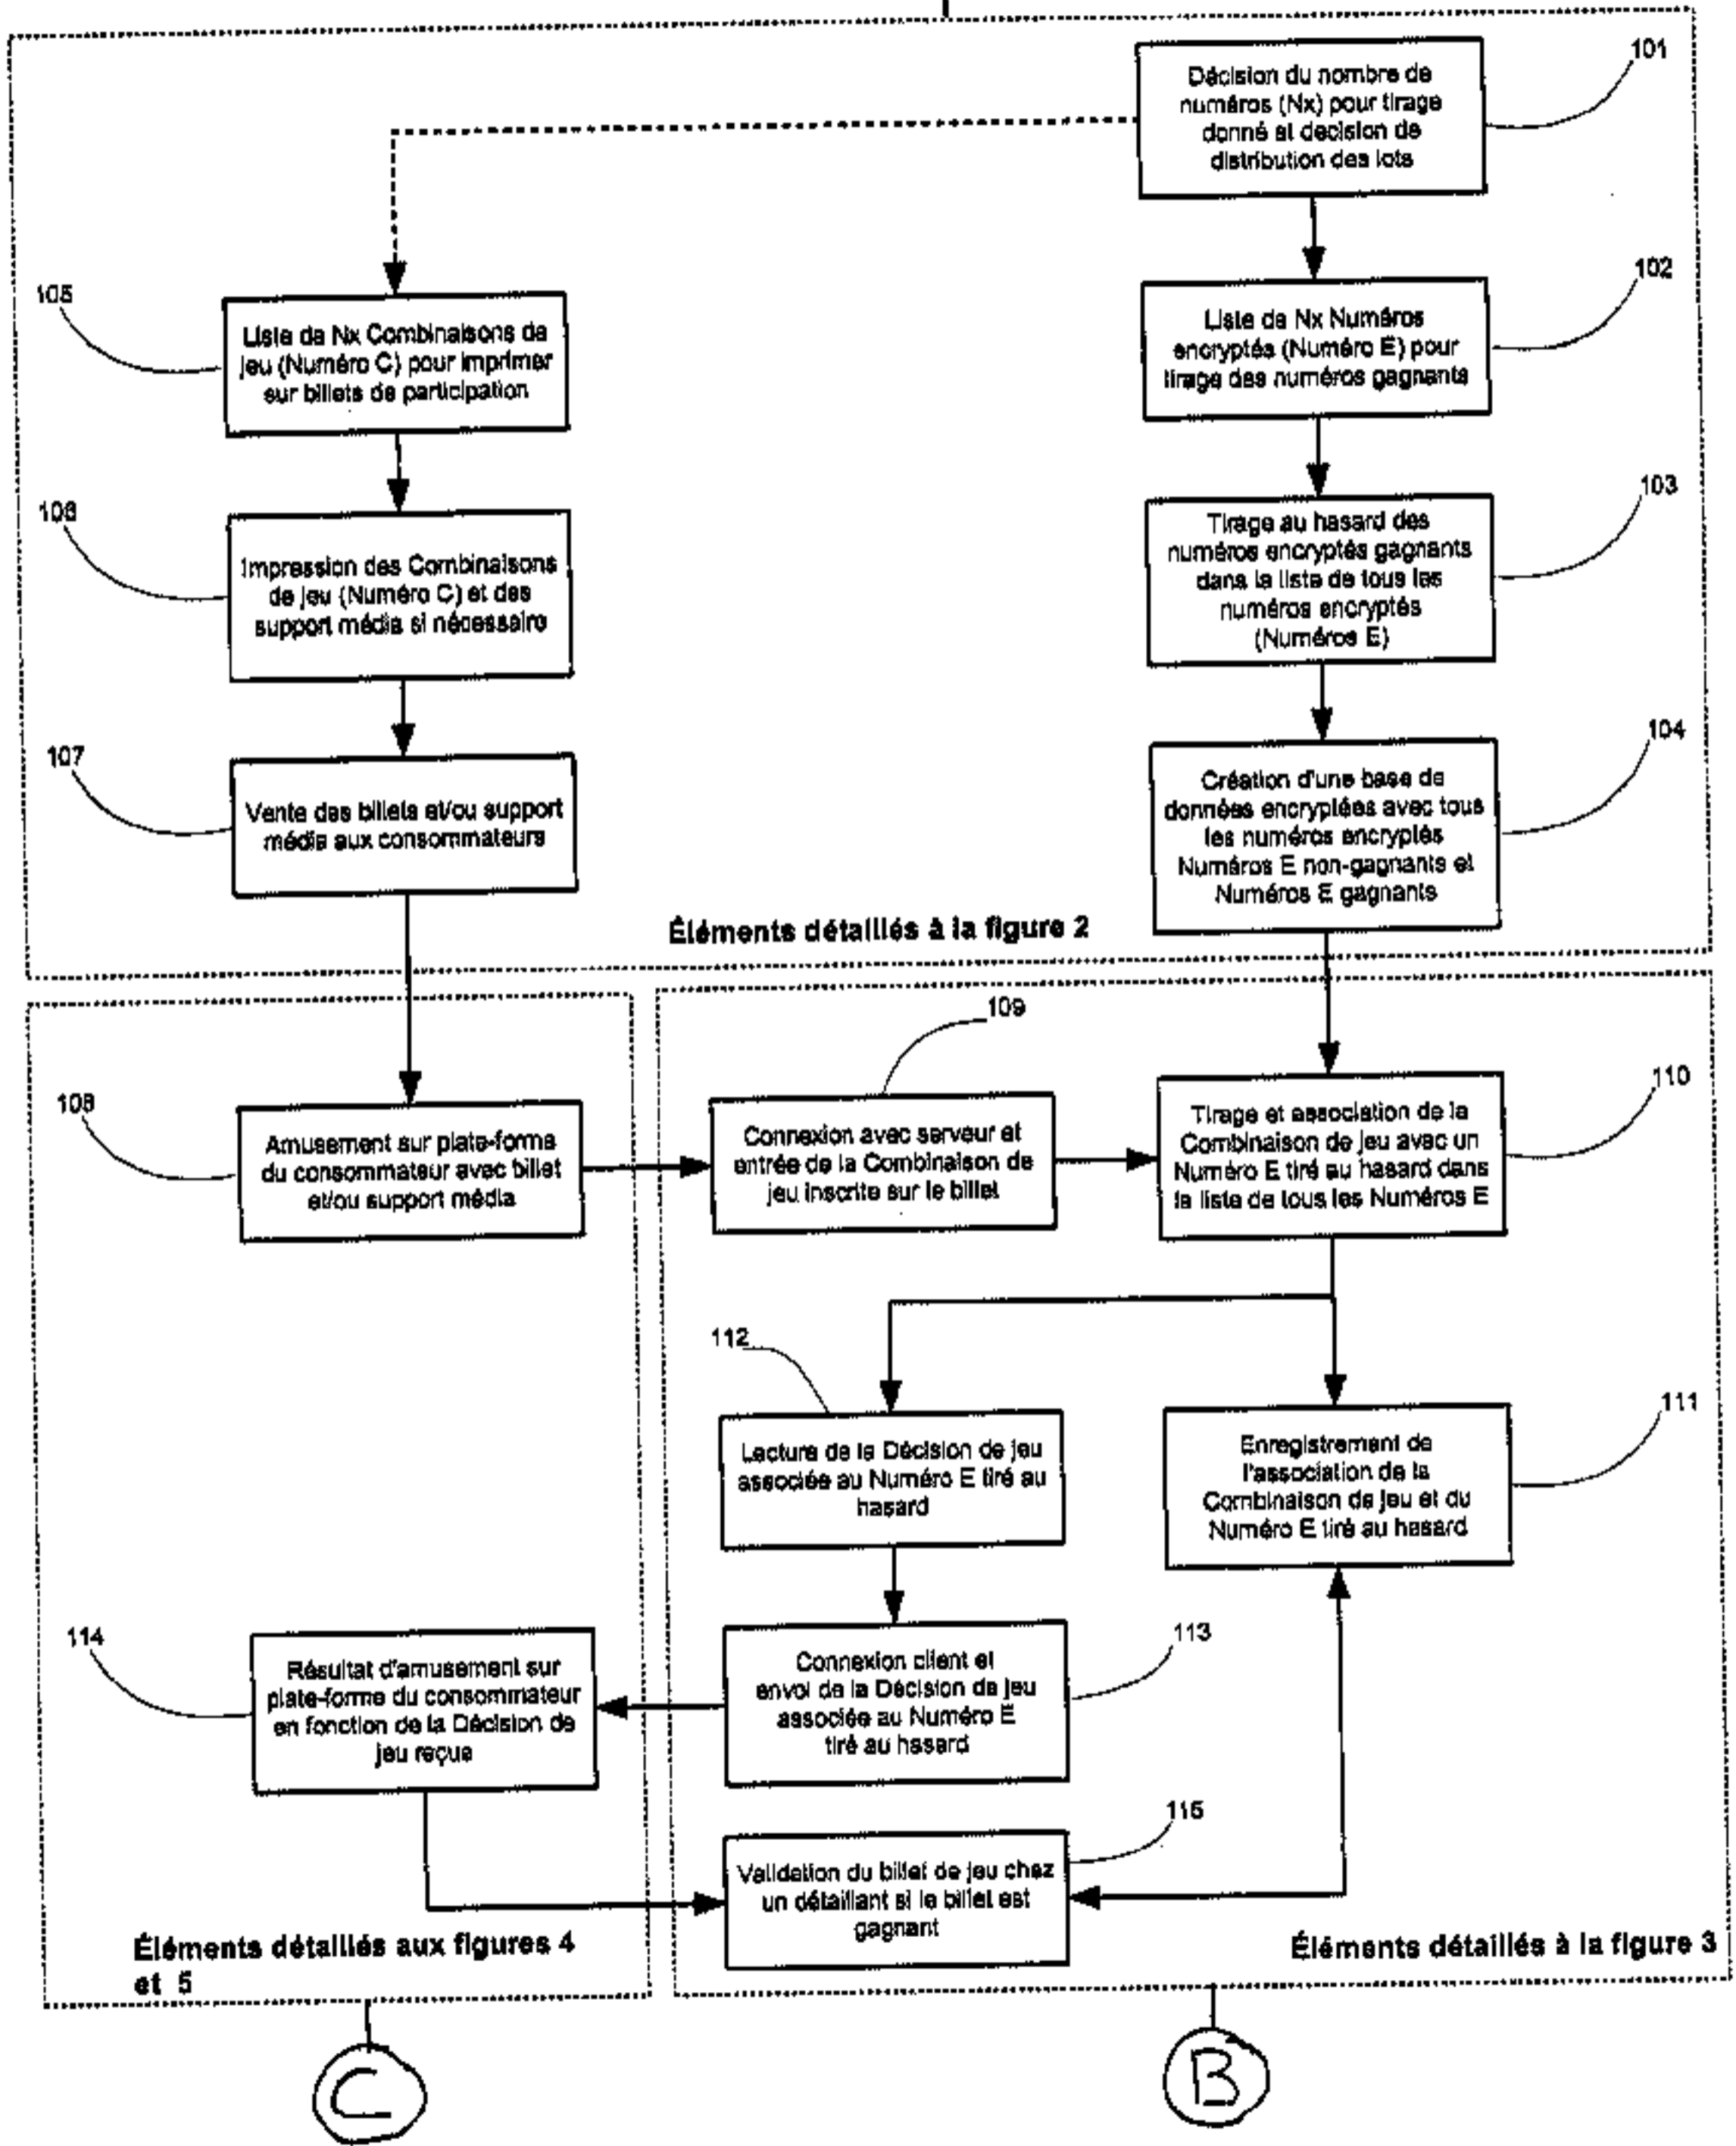 101
Décision du nombre de
numéros (Nx) pour tirage
donné et decision de
distribution des lots
102
Liste de Nx Numéros
encryptés (Numéro E) pour
tirage des numéros gagnants
103
Tirage au hasard des
numéros encryptés gagnants
dans la liste de tous les
numéros encryptés
(Numéros E)
104
Création d'une base de
données encryptées avec tous
les numéros encryptés
Numéros E non-gagnants et
Numéros E gagnants
105
Liste de Nx Combinaisons de
jeu (Numéro C) pour imprimer
sur billets de participation
106
Impression des Combinaisons
de jeu (Numéro C) et des
support média si nécessaire
107
Vente des billets et/ou support
média aux consommateurs
Éléments détaillés à la figure 2
108
Amusement sur plate-forme
du consommateur avec billet
et/ou support média
109
Connexion avec serveur et
entrée de la Combinaison de
jeu inscrite sur le billet
110
Tirage et association de la
Combinaison de jeu avec un
Numéro E tiré au hasard dans
la liste de tous les Numéros E
112
Lecture de la Décision de jeu
associée au Numéro E tiré au
hasard
111
Enregistrement de
l'association de la
Combinaison de jeu et du
Numéro E tiré au hasard
113
Connexion client et
envoi de la Décision de jeu
associée au Numéro E
tiré au hasard
114
Résultat d'amusement sur
plate-forme du consommateur
en fonction de la Décision de
jeu reçue
115
Validation du billet de jeu chez
un détaillant si le billet est
gagnant
Éléments détaillés aux figures 4
et 5
Éléments détaillés à la figure 3
C
B